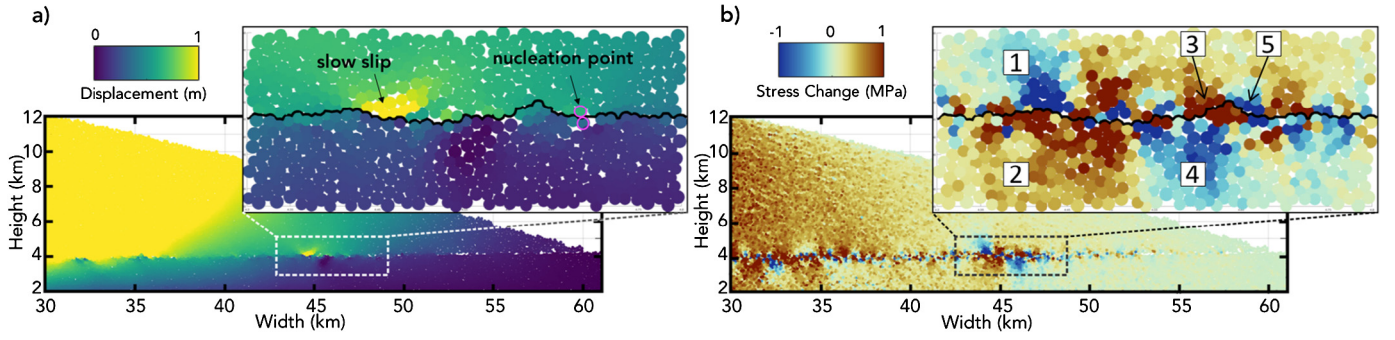 a)
0 1
Displacement (m)
slow slip
nucleation point
12
10
8
6
4
2
Height (km)
30 35 40 45 50 55 60
Width (km)
b)
-1 0 1
Stress Change (MPa)
1
2
3
4
5
12
10
8
6
4
2
Height (km)
30 35 40 45 50 55 60
Width (km)